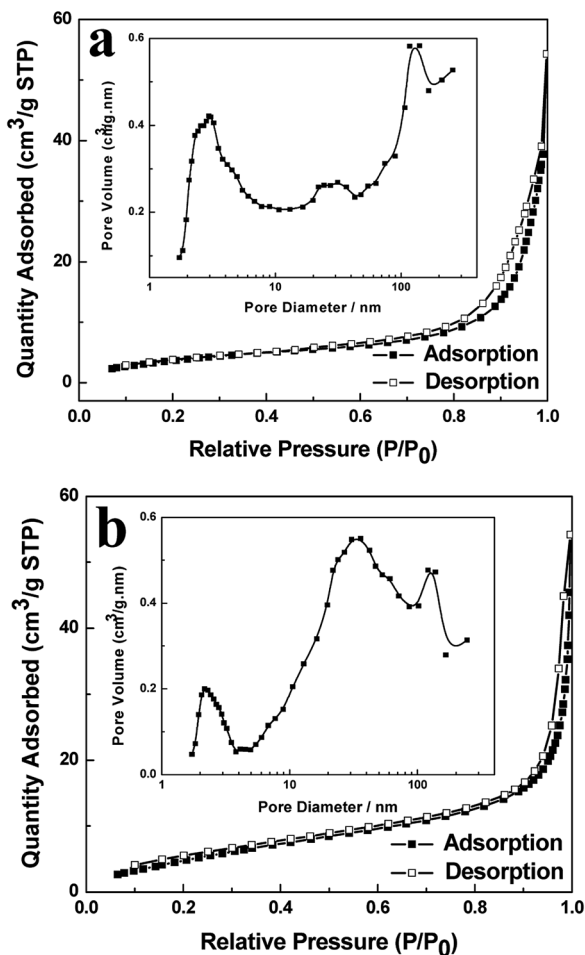 a
Quantity Adsorbed (cm3/g STP)
60
40
20
0
Pore Volume (cm3/g.nm)
0.6
0.4
0.2
1 10 100
Pore Diameter / nm
Adsorption
Desorption
0.0 0.2 0.4 0.6 0.8 1.0
Relative Pressure (P/P0)
b
Quantity Adsorbed (cm3/g STP)
60
40
20
0
Pore Volume (cm3/g.nm)
0.6
0.4
0.2
0.0
1 10 100
Pore Diameter / nm
Adsorption
Desorption
0.0 0.2 0.4 0.6 0.8 1.0
Relative Pressure (P/P0)